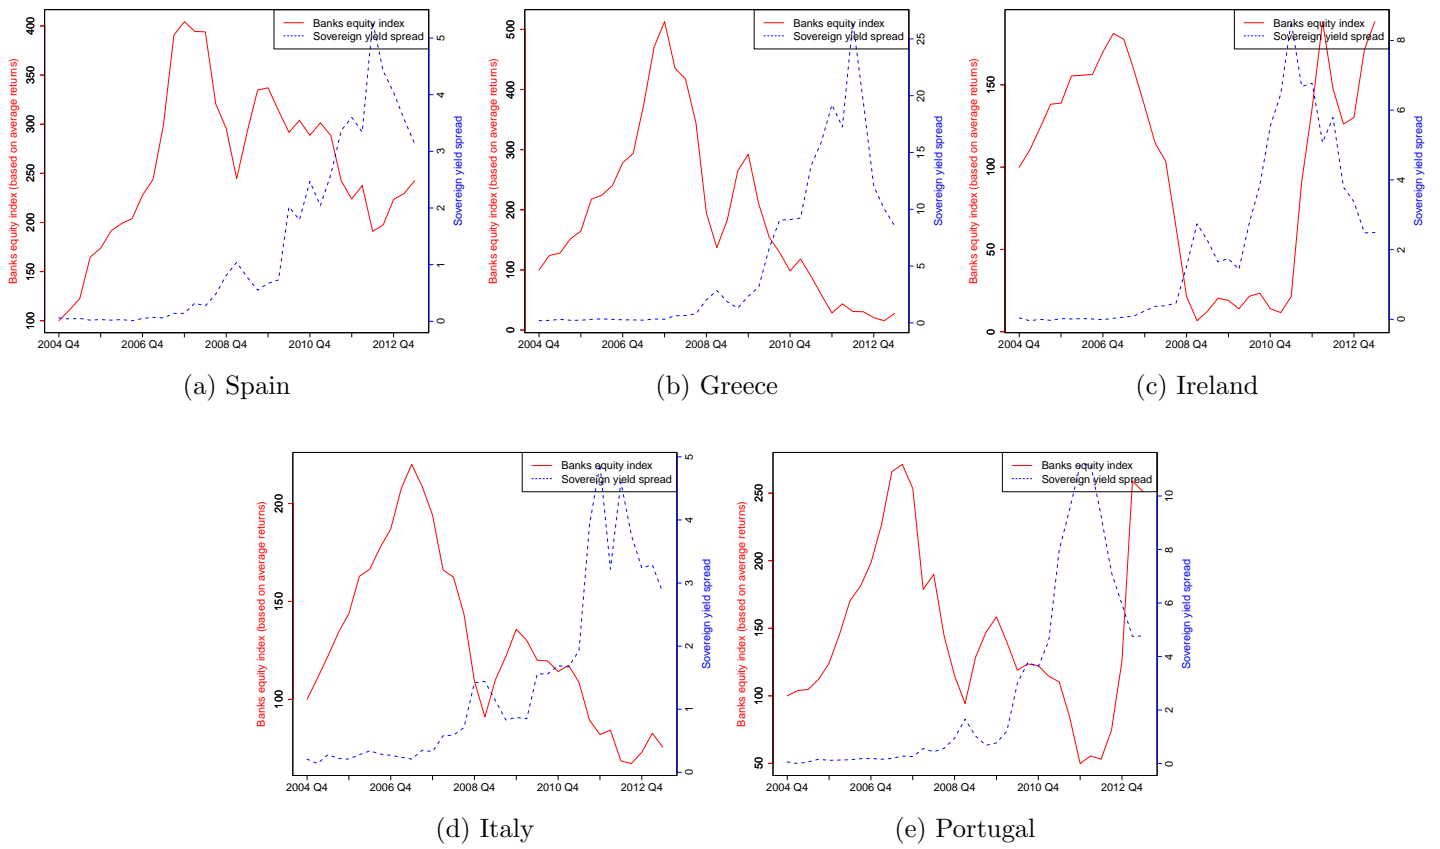 Banks equity index
Sovereign yield spread
Banks equity index (based on average returns)
100 150 200 250 300 350 400
0 1 2 3 4 5
Sovereign yield spread
2004 Q4 2006 Q4 2008 Q4 2010 Q4 2012 Q4
(a) Spain
Banks equity index
Sovereign yield spread
Banks equity index (based on average returns)
0 100 200 300 400 500
0 5 10 15 20 25
Sovereign yield spread
2004 Q4 2006 Q4 2008 Q4 2010 Q4 2012 Q4
(b) Greece
Banks equity index
Sovereign yield spread
Banks equity index (based on average returns)
0 50 100 150
0 2 4 6 8
Sovereign yield spread
2004 Q4 2006 Q4 2008 Q4 2010 Q4 2012 Q4
(c) Ireland
Banks equity index
Sovereign yield spread
Banks equity index (based on average returns)
100 150 200
0 1 2 3 4 5
Sovereign yield spread
2004 Q4 2006 Q4 2008 Q4 2010 Q4 2012 Q4
(d) Italy
Banks equity index
Sovereign yield spread
Banks equity index (based on average returns)
50 100 150 200 250
0 2 4 6 8 10
Sovereign yield spread
2004 Q4 2006 Q4 2008 Q4 2010 Q4 2012 Q4
(e) Portugal